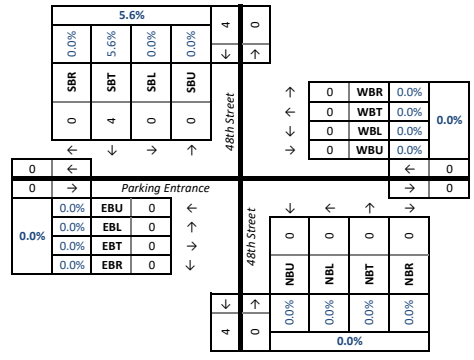 5.6%
4 0
0.0% 5.6% 0.0% 0.0%
↓ ↑
SBR SBT SBL SBU
0 4 0 0
← ↓ → ↑
48th Street
↑ 0 WBR 0.0%
← 0 WBT 0.0%
↓ 0 WBL 0.0%
→ 0 WBU 0.0%
0.0%
0 ←
← 0
0 →
Parking Entrance
→ 0
0.0%
0.0% EBU 0 ←
0.0% EBL 0 ↑
0.0% EBT 0 →
0.0% EBR 0 ↓
48th Street
↓ ← ↑ →
0 0 0 0
NBU NBL NBT NBR
↓ ↑
0.0% 0.0% 0.0% 0.0%
4 0
0.0%